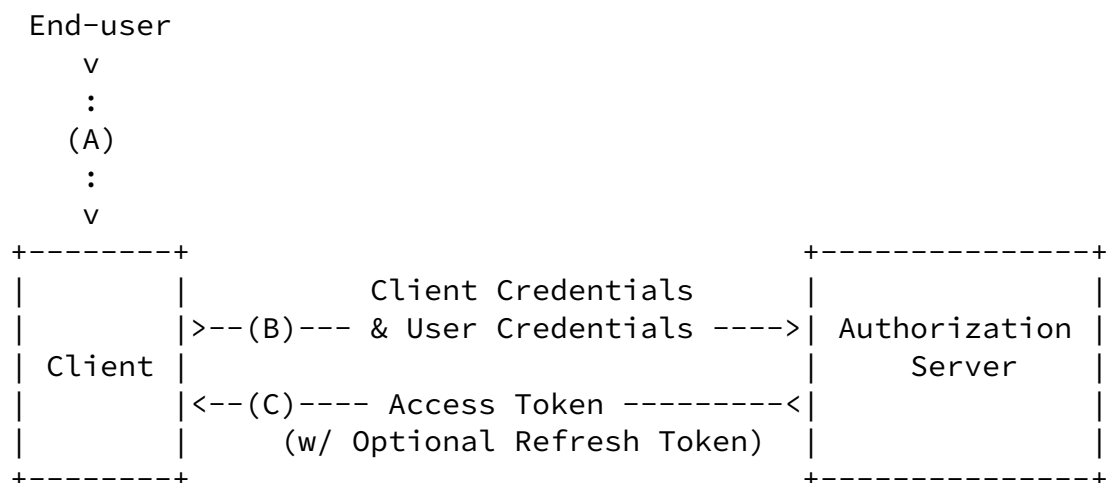 End-user
v
:
(A)
:
v
+--------+                                  +---------------+
|        |          Client Credentials      |               |
|        |>--(B)--- & User Credentials ---->| Authorization |
| Client |                                  |     Server    |
|        |<--(C)---- Access Token ---------<|               |
|        |     (w/ Optional Refresh Token)  |               |
+--------+                                  +---------------+